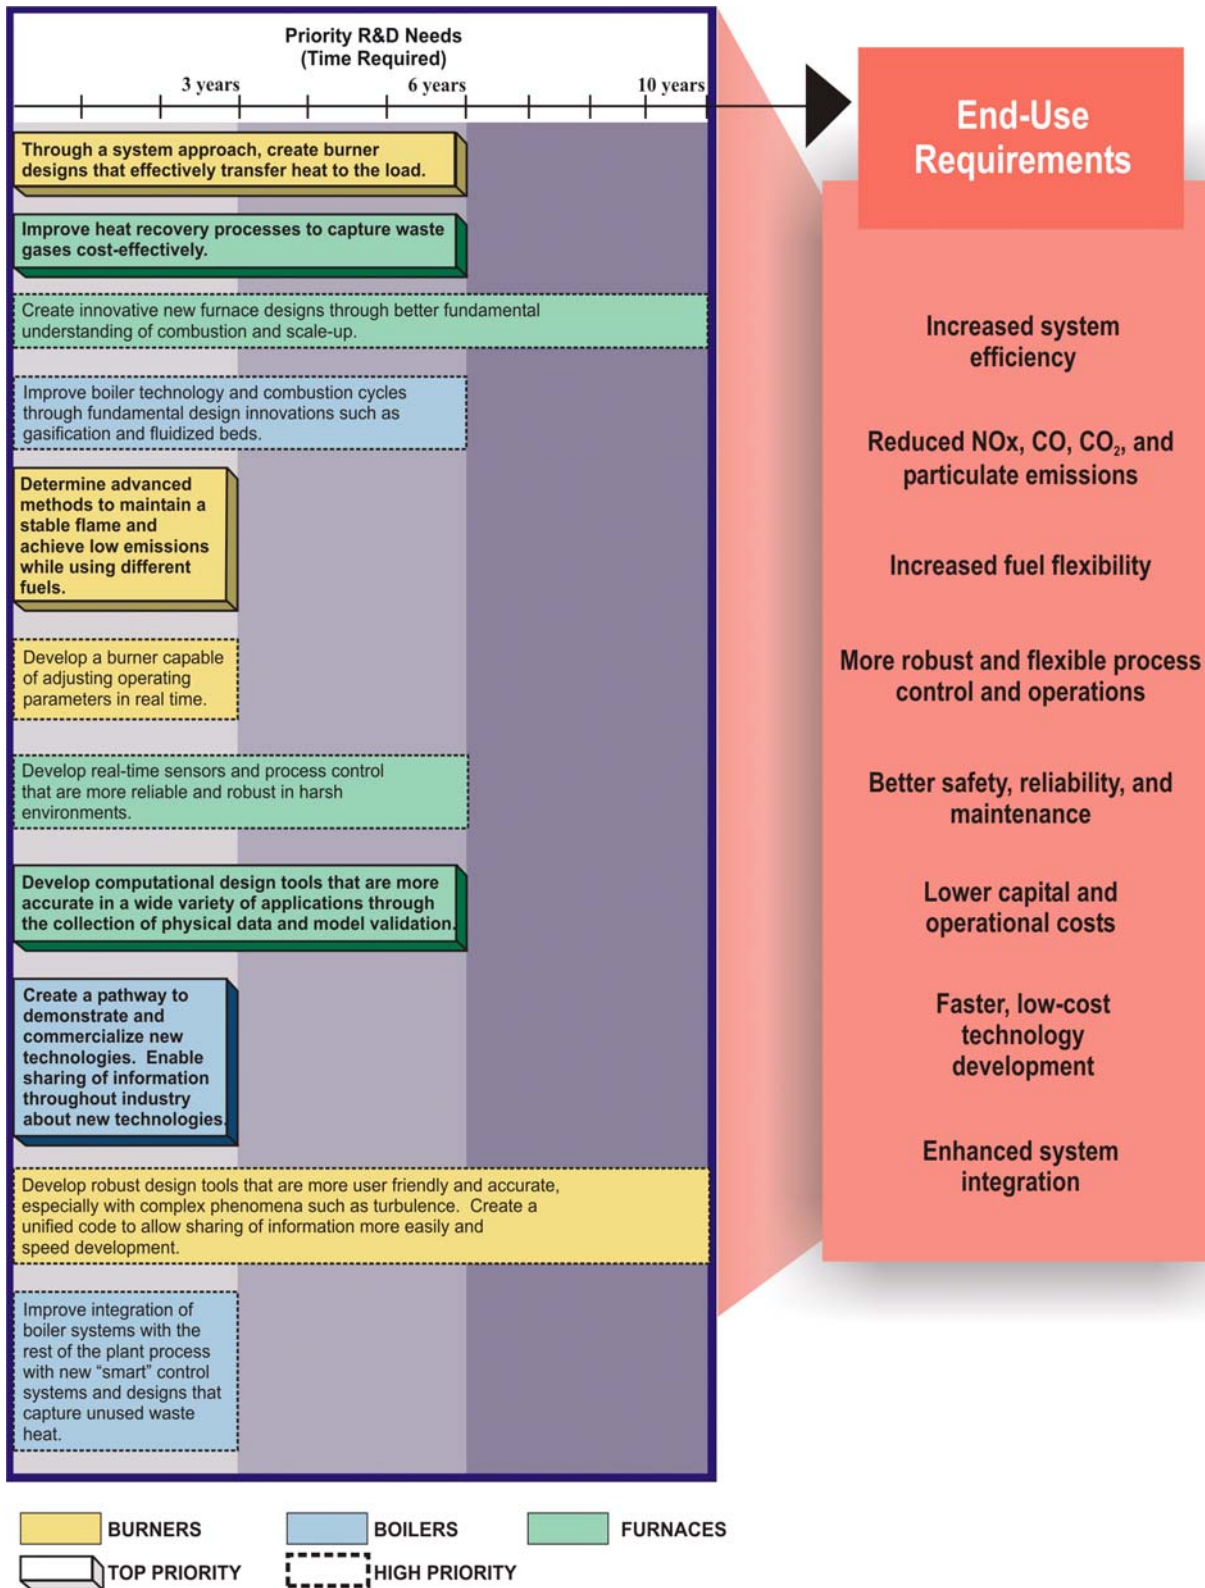 Priority R&D Needs
(Time Required)
3 years
6 years
10 years
Through a system approach, create burner
designs that effectively transfer heat to the load.
Improve heat recovery processes to capture waste
gases cost-effectively.
Create innovative new furnace designs through better fundamental
understanding of combustion and scale-up.
Improve boiler technology and combustion cycles
through fundamental design innovations such as
gasification and fluidized beds.
Determine advanced
methods to maintain a
stable flame and
achieve low emissions
while using different
fuels.
Develop a burner capable
of adjusting operating
parameters in real time.
Develop real-time sensors and process control
that are more reliable and robust in harsh
environments.
Develop computational design tools that are more
accurate in a wide variety of applications through
the collection of physical data and model validation.
Create a pathway to
demonstrate and
commercialize new
technologies. Enable
sharing of information
throughout industry
about new technologies.
Develop robust design tools that are more user friendly and accurate,
especially with complex phenomena such as turbulence. Create a
unified code to allow sharing of information more easily and
speed development.
Improve integration of
boiler systems with the
rest of the plant process
with new “smart” control
systems and designs that
capture unused waste
heat.
End-Use
Requirements
Increased system
efficiency
Reduced NOx, CO, CO₂, and
particulate emissions
Increased fuel flexibility
More robust and flexible process
control and operations
Better safety, reliability, and
maintenance
Lower capital and
operational costs
Faster, low-cost
technology
development
Enhanced system
integration
BURNERS
BOILERS
FURNACES
TOP PRIORITY
HIGH PRIORITY